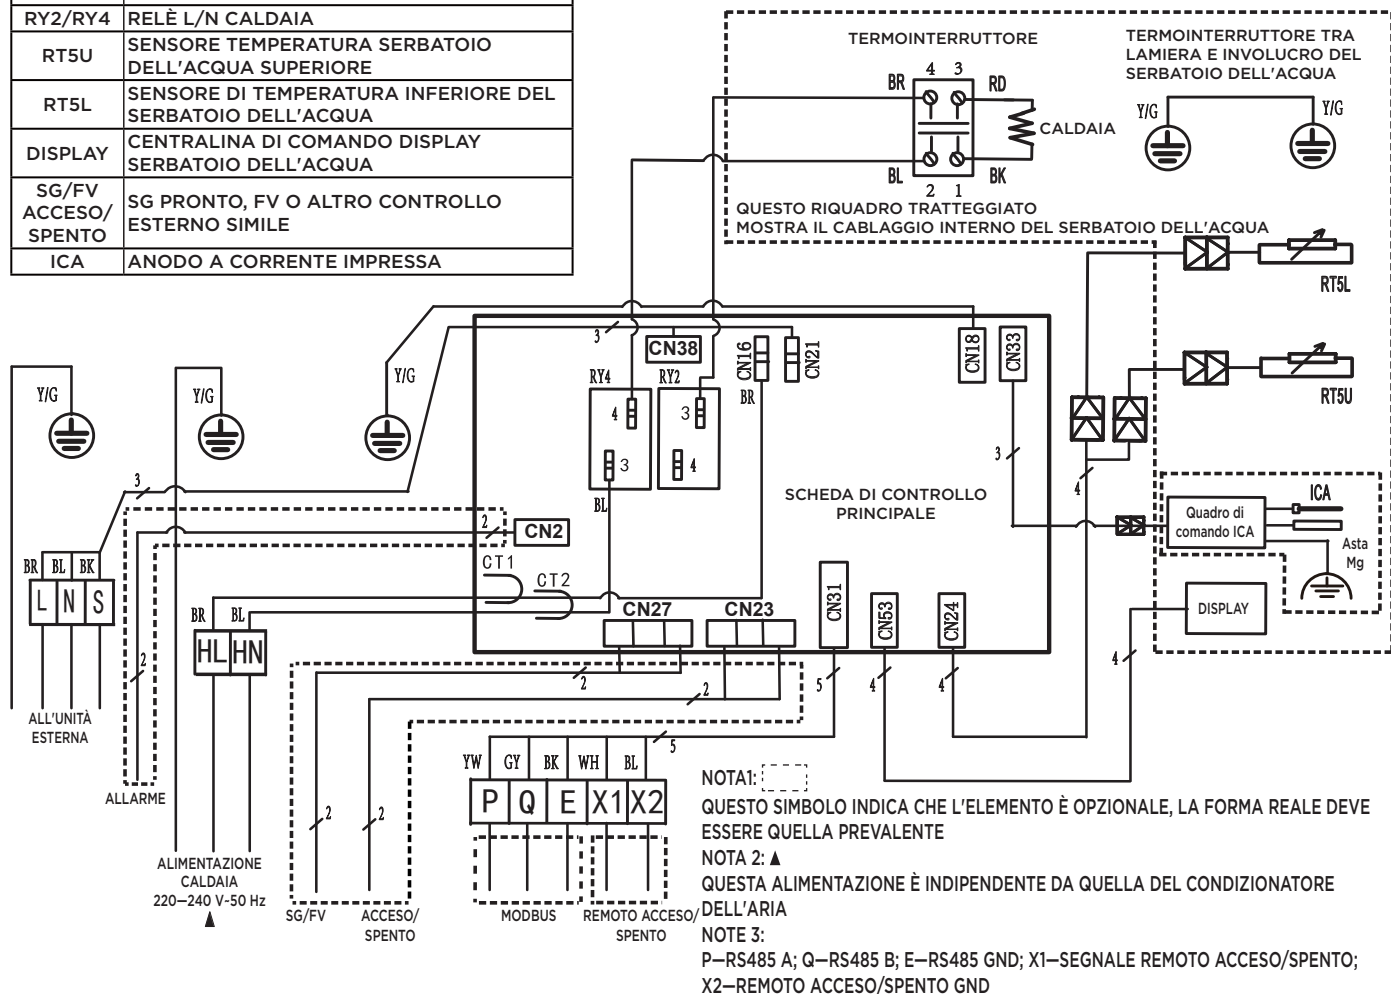 RY2/RY4 RELÈ L/N CALDAIA
RT5U SENSORE TEMPERATURA SERBATOIO
DELL'ACQUA SUPERIORE
RT5L SENSORE DI TEMPERATURA INFERIORE DEL
SERBATOIO DELL'ACQUA
DISPLAY CENTRALINA DI COMANDO DISPLAY
SERBATOIO DELL'ACQUA
SG/FV
ACCESO/
SPENTO
SG PRONTO, FV O ALTRO CONTROLLO
ESTERNO SIMILE
ICA ANODO A CORRENTE IMPRESSA
TERMOINTERRUTTORE
TERMOINTERRUTTORE TRA
LAMIERA E INVOLUCRO DEL
SERBATOIO DELL'ACQUA
4 3
BR RD
Y/G Y/G
CALDAIA
BL BK
2 1
QUESTO RIQUADRO TRATTEGGIATO
MOSTRA IL CABLAGGIO INTERNO DEL SERBATOIO DELL'ACQUA
RT5L
3
CN38
CN16
CN21
CN18
CN33
RY4 RY2
BR
Y/G Y/G Y/G
4 3
3 4
BL
RT5U
3
4
3
SCHEDA DI CONTROLLO
PRINCIPALE
2
CN2
ICA
Quadro di
comando ICA
Asta
Mg
CT1
CT2
BR BL BK
L N S
BR BL
HL HN
CN27 CN23
CN31
CN53
CN24
DISPLAY
2
2
2
5
4
4
4
ALL'UNITÀ
ESTERNA
5
YW GY BK WH BL
P Q E X1 X2
ALLARME
2
2
ALIMENTAZIONE
CALDAIA
220–240 V~50 Hz
▲
SG/FV
ACCESO/
SPENTO
MODBUS
REMOTO ACCESO/
SPENTO
NOTA1:
QUESTO SIMBOLO INDICA CHE L'ELEMENTO È OPZIONALE, LA FORMA REALE DEVE
ESSERE QUELLA PREVALENTE
NOTA 2: ▲
QUESTA ALIMENTAZIONE È INDIPENDENTE DA QUELLA DEL CONDIZIONATORE
DELL'ARIA
NOTE 3:
P–RS485 A; Q–RS485 B; E–RS485 GND; X1–SEGNALE REMOTO ACCESO/SPENTO;
X2–REMOTO ACCESO/SPENTO GND